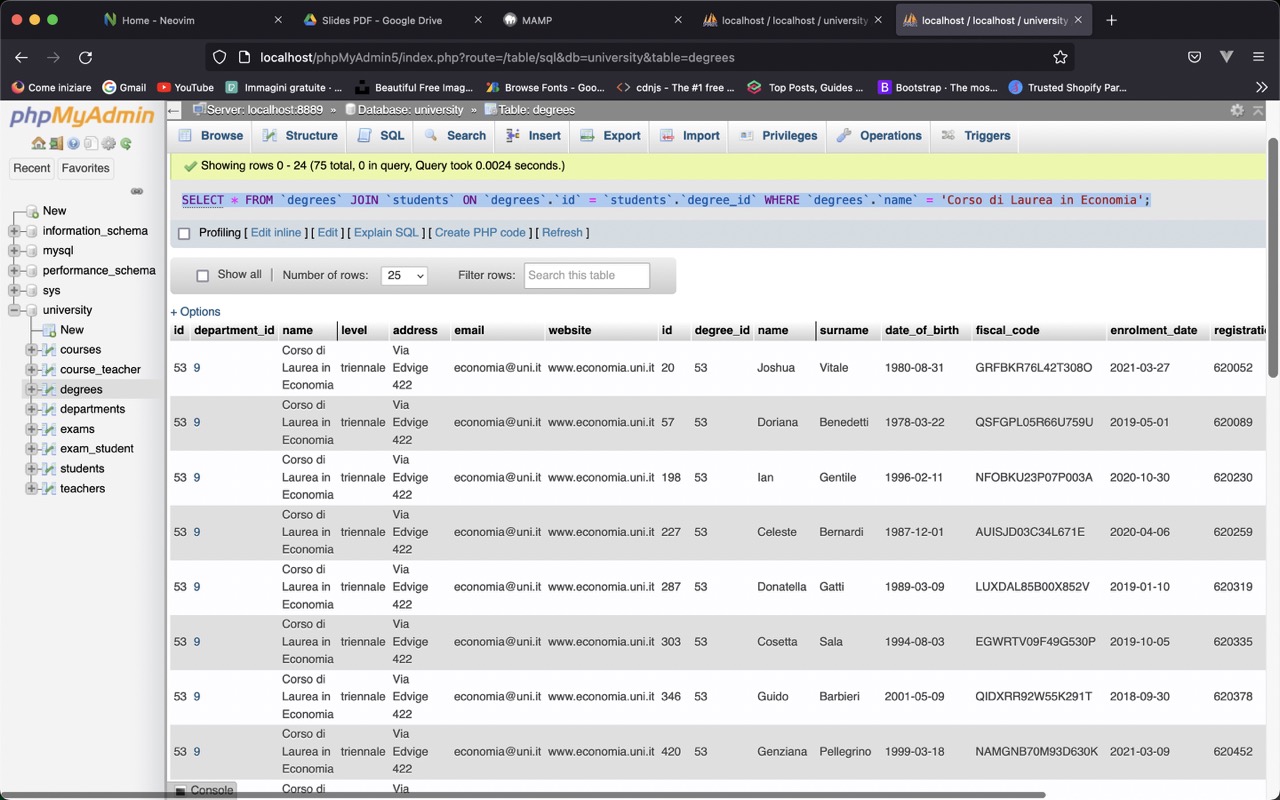 Home - Neovim
Slides PDF - Google Drive
MAMP
localhost / localhost / university
localhost / localhost / university
localhost/phpMyAdmin5/index.php?route=/table/sql&db=university&table=degrees
Come iniziare
Gmail
YouTube
Immagini gratuite - ...
Beautiful Free Imag...
Browse Fonts - Goo...
cdnjs - The #1 free ...
Top Posts, Guides ...
Bootstrap · The mos...
Trusted Shopify Par...
phpMyAdmin
Recent Favorites
New
information_schema
mysql
performance_schema
sys
university
New
courses
course_teacher
degrees
departments
exams
exam_student
students
teachers
Server: localhost:8889 » Database: university » Table: degrees
Browse Structure SQL Search Insert Export Import Privileges Operations Triggers
Showing rows 0 - 24 (75 total, 0 in query, Query took 0.0024 seconds.)
SELECT * FROM `degrees` JOIN `students` ON `degrees`.`id` = `students`.`degree_id` WHERE `degrees`.`name` = 'Corso di Laurea in Economia';
Profiling [ Edit inline ] [ Edit ] [ Explain SQL ] [ Create PHP code ] [ Refresh ]
Show all | Number of rows: 25 Filter rows: Search this table
+ Options
id department_id name level address email website id degree_id name surname date_of_birth fiscal_code enrolment_date registrati
53 9 Corso di Laurea in Economia triennale Via Edvige 422 economia@uni.it www.economia.uni.it 20 53 Joshua Vitale 1980-08-31 GRFBKR76L42T308O 2021-03-27 620052
53 9 Corso di Laurea in Economia triennale Via Edvige 422 economia@uni.it www.economia.uni.it 57 53 Doriana Benedetti 1978-03-22 QSFGPL05R66U759U 2019-05-01 620089
53 9 Corso di Laurea in Economia triennale Via Edvige 422 economia@uni.it www.economia.uni.it 198 53 Ian Gentile 1996-02-11 NFOBKU23P07P003A 2020-10-30 620230
53 9 Corso di Laurea in Economia triennale Via Edvige 422 economia@uni.it www.economia.uni.it 227 53 Celeste Bernardi 1987-12-01 AUISJD03C34L671E 2020-04-06 620259
53 9 Corso di Laurea in Economia triennale Via Edvige 422 economia@uni.it www.economia.uni.it 287 53 Donatella Gatti 1989-03-09 LUXDAL85B00X852V 2019-01-10 620319
53 9 Corso di Laurea in Economia triennale Via Edvige 422 economia@uni.it www.economia.uni.it 303 53 Cosetta Sala 1994-08-03 EGWRTV09F49G530P 2019-10-05 620335
53 9 Corso di Laurea in Economia triennale Via Edvige 422 economia@uni.it www.economia.uni.it 346 53 Guido Barbieri 2001-05-09 QIDXRR92W55K291T 2018-09-30 620378
53 9 Corso di Laurea in Economia triennale Via Edvige 422 economia@uni.it www.economia.uni.it 420 53 Genziana Pellegrino 1999-03-18 NAMGNB70M93D630K 2021-03-09 620452
Corso di Via
Console